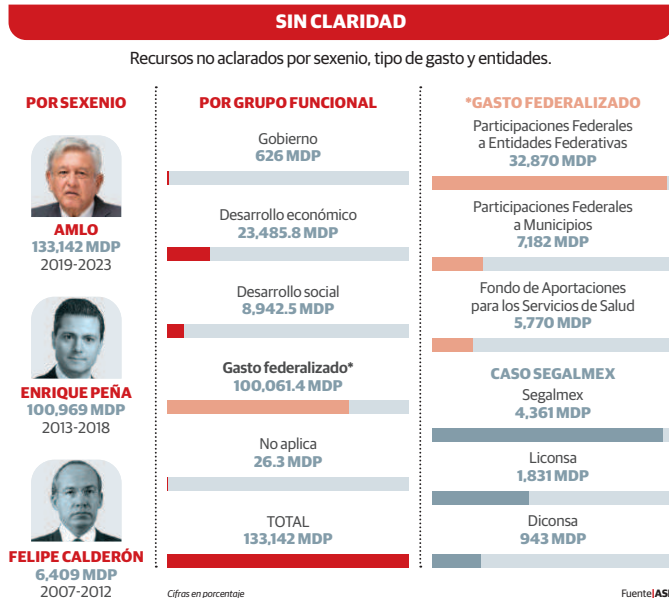 SIN CLARIDAD
Recursos no aclarados por sexenio, tipo de gasto y entidades.
POR SEXENIO
AMLO
133,142 MDP
2019-2023
ENRIQUE PEÑA
100,969 MDP
2013-2018
FELIPE CALDERÓN
6,409 MDP
2007-2012
POR GRUPO FUNCIONAL
Gobierno
626 MDP
Desarrollo económico
23,485.8 MDP
Desarrollo social
8,942.5 MDP
Gasto federalizado*
100,061.4 MDP
No aplica
26.3 MDP
TOTAL
133,142 MDP
Cifras en porcentaje
*GASTO FEDERALIZADO
Participaciones Federales
a Entidades Federativas
32,870 MDP
Participaciones Federales
a Municipios
7,182 MDP
Fondo de Aportaciones
para los Servicios de Salud
5,770 MDP
CASO SEGALMEX
Segalmex
4,361 MDP
Liconsa
1,831 MDP
Diconsa
943 MDP
Fuente|